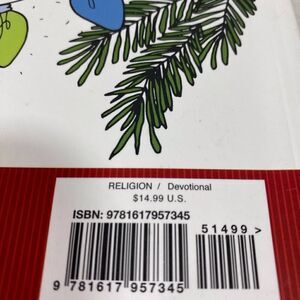 RELIGION / Devotional
$14.99 U.S.
ISBN: 9781617957345
51499 >
9 781617 957345